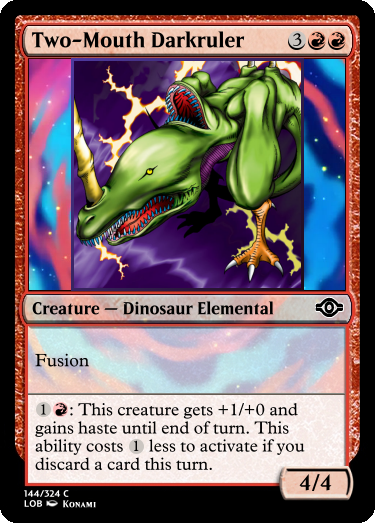 Two-Mouth Darkruler 3
Creature — Dinosaur Elemental
Fusion
1 : This creature gets +1/+0 and
gains haste until end of turn. This
ability costs 1 less to activate if you
discard a card this turn.
4/4
144/324 C
LOB Konami